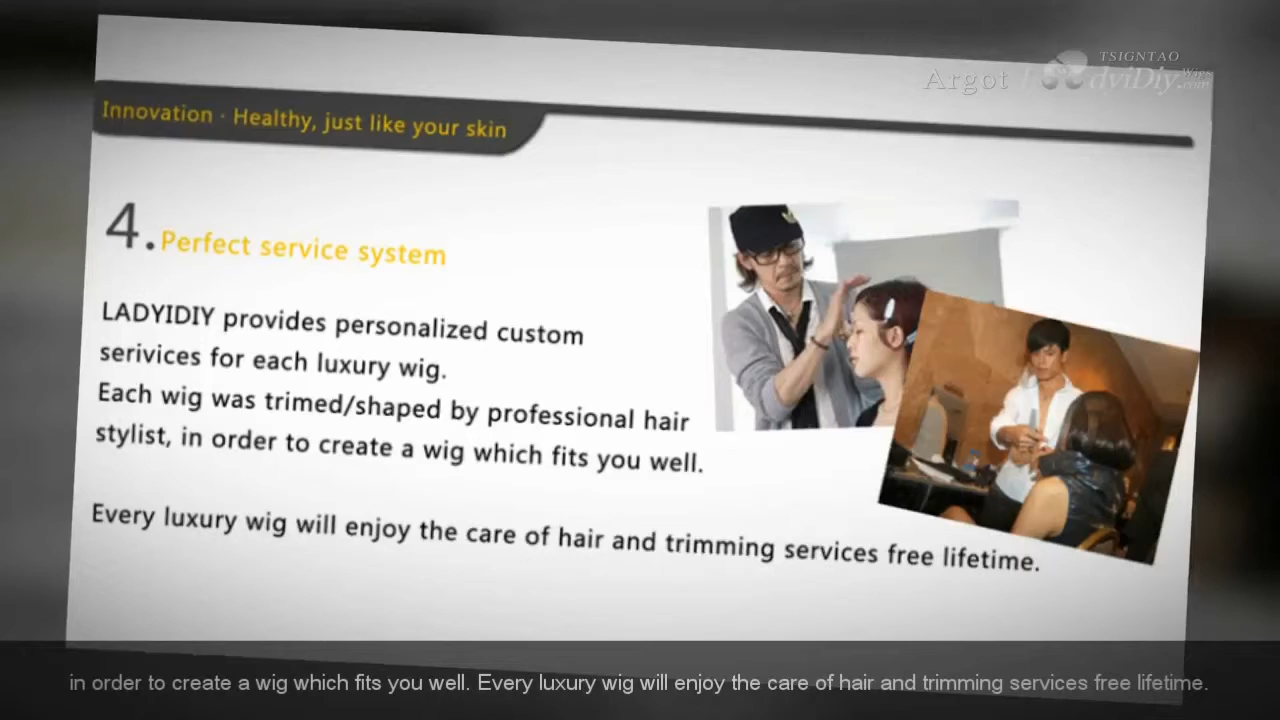 TSIGNTAO
Argot
dyiDiy.Wigs.com
Innovation · Healthy, just like your skin
4. Perfect service system
LADYIDIY provides personalized custom
serivices for each luxury wig.
Each wig was trimed/shaped by professional hair
stylist, in order to create a wig which fits you well.
Every luxury wig will enjoy the care of hair and trimming services free lifetime.
in order to create a wig which fits you well. Every luxury wig will enjoy the care of hair and trimming services free lifetime.